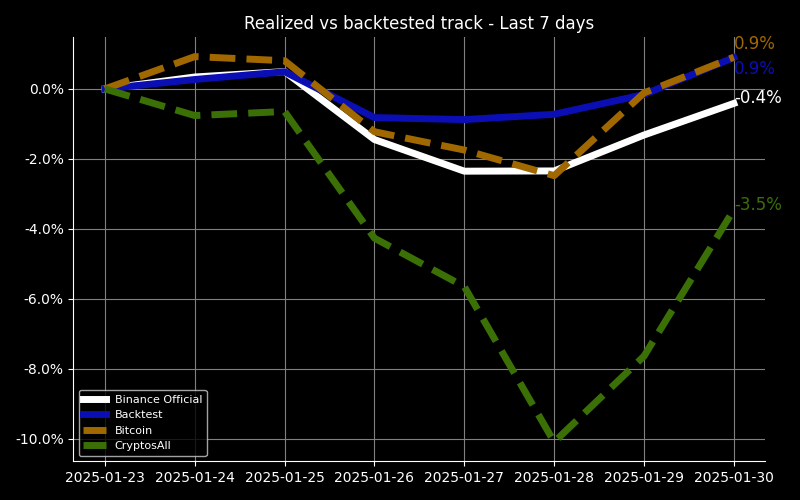 Realized vs backtested track - Last 7 days
0.9%
0.9%
-0.4%
-3.5%
0.0%
-2.0%
-4.0%
-6.0%
-8.0%
-10.0%
Binance Official
Backtest
Bitcoin
CryptosAll
2025-01-23 2025-01-24 2025-01-25 2025-01-26 2025-01-27 2025-01-28 2025-01-29 2025-01-30